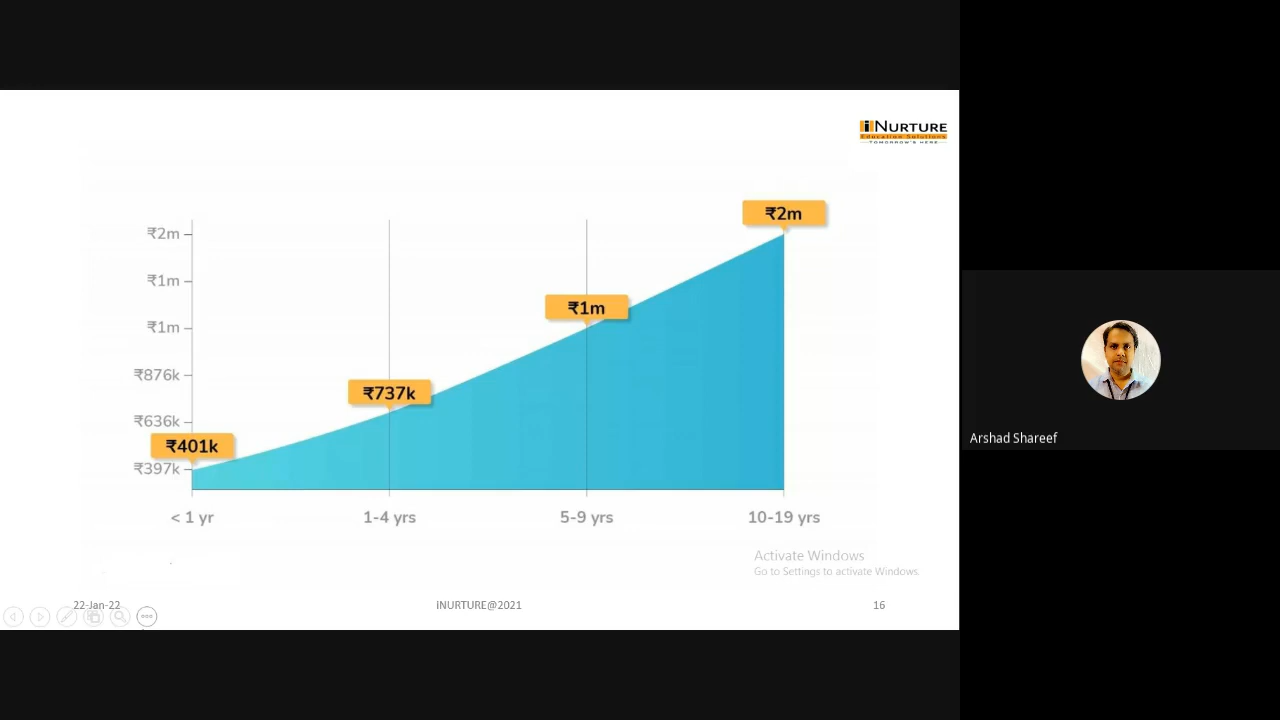 iNURTURE
Education Solutions
TOMORROW'S HERE
₹2m
₹2m
₹1m
₹1m
₹1m
₹876k
₹737k
₹636k
₹401k
₹397k
< 1 yr
1-4 yrs
5-9 yrs
10-19 yrs
Arshad Shareef
Activate Windows
Go to Settings to activate Windows.
22-Jan-22
INURTURE@2021
16